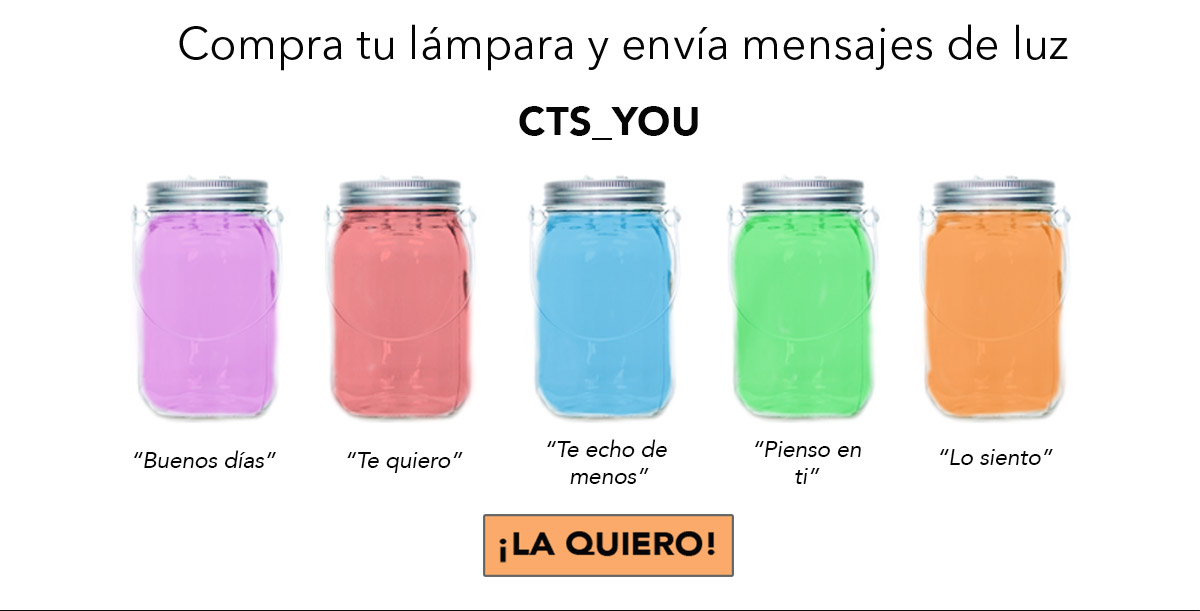 Compra tu lámpara y envía mensajes de luz
CTS_YOU
“Buenos días”
“Te quiero”
“Te echo de
menos”
“Pienso en
ti”
“Lo siento”
¡LA QUIERO!